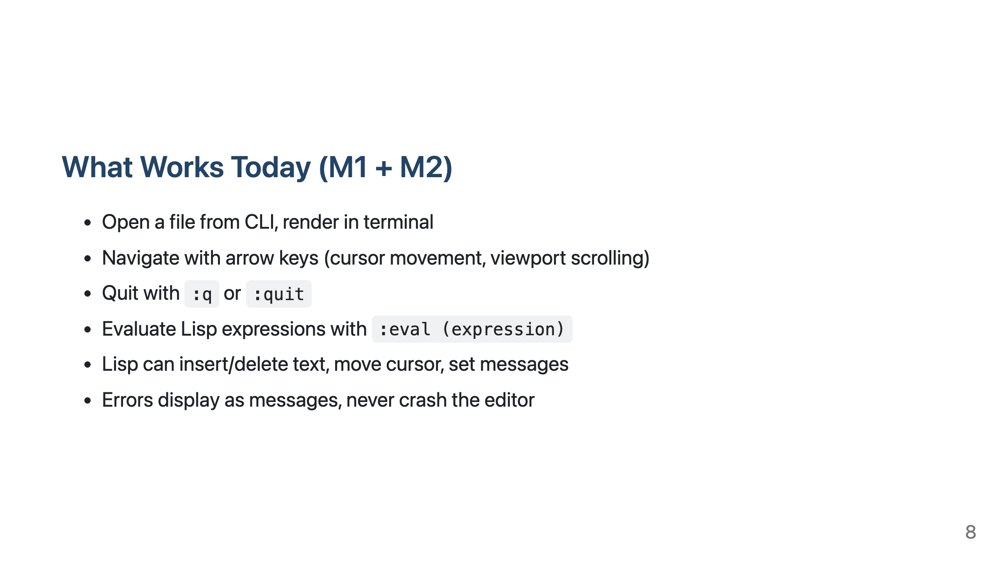 What Works Today (M1 + M2)
• Open a file from CLI, render in terminal
• Navigate with arrow keys (cursor movement, viewport scrolling)
• Quit with :q or :quit
• Evaluate Lisp expressions with :eval (expression)
• Lisp can insert/delete text, move cursor, set messages
• Errors display as messages, never crash the editor
8